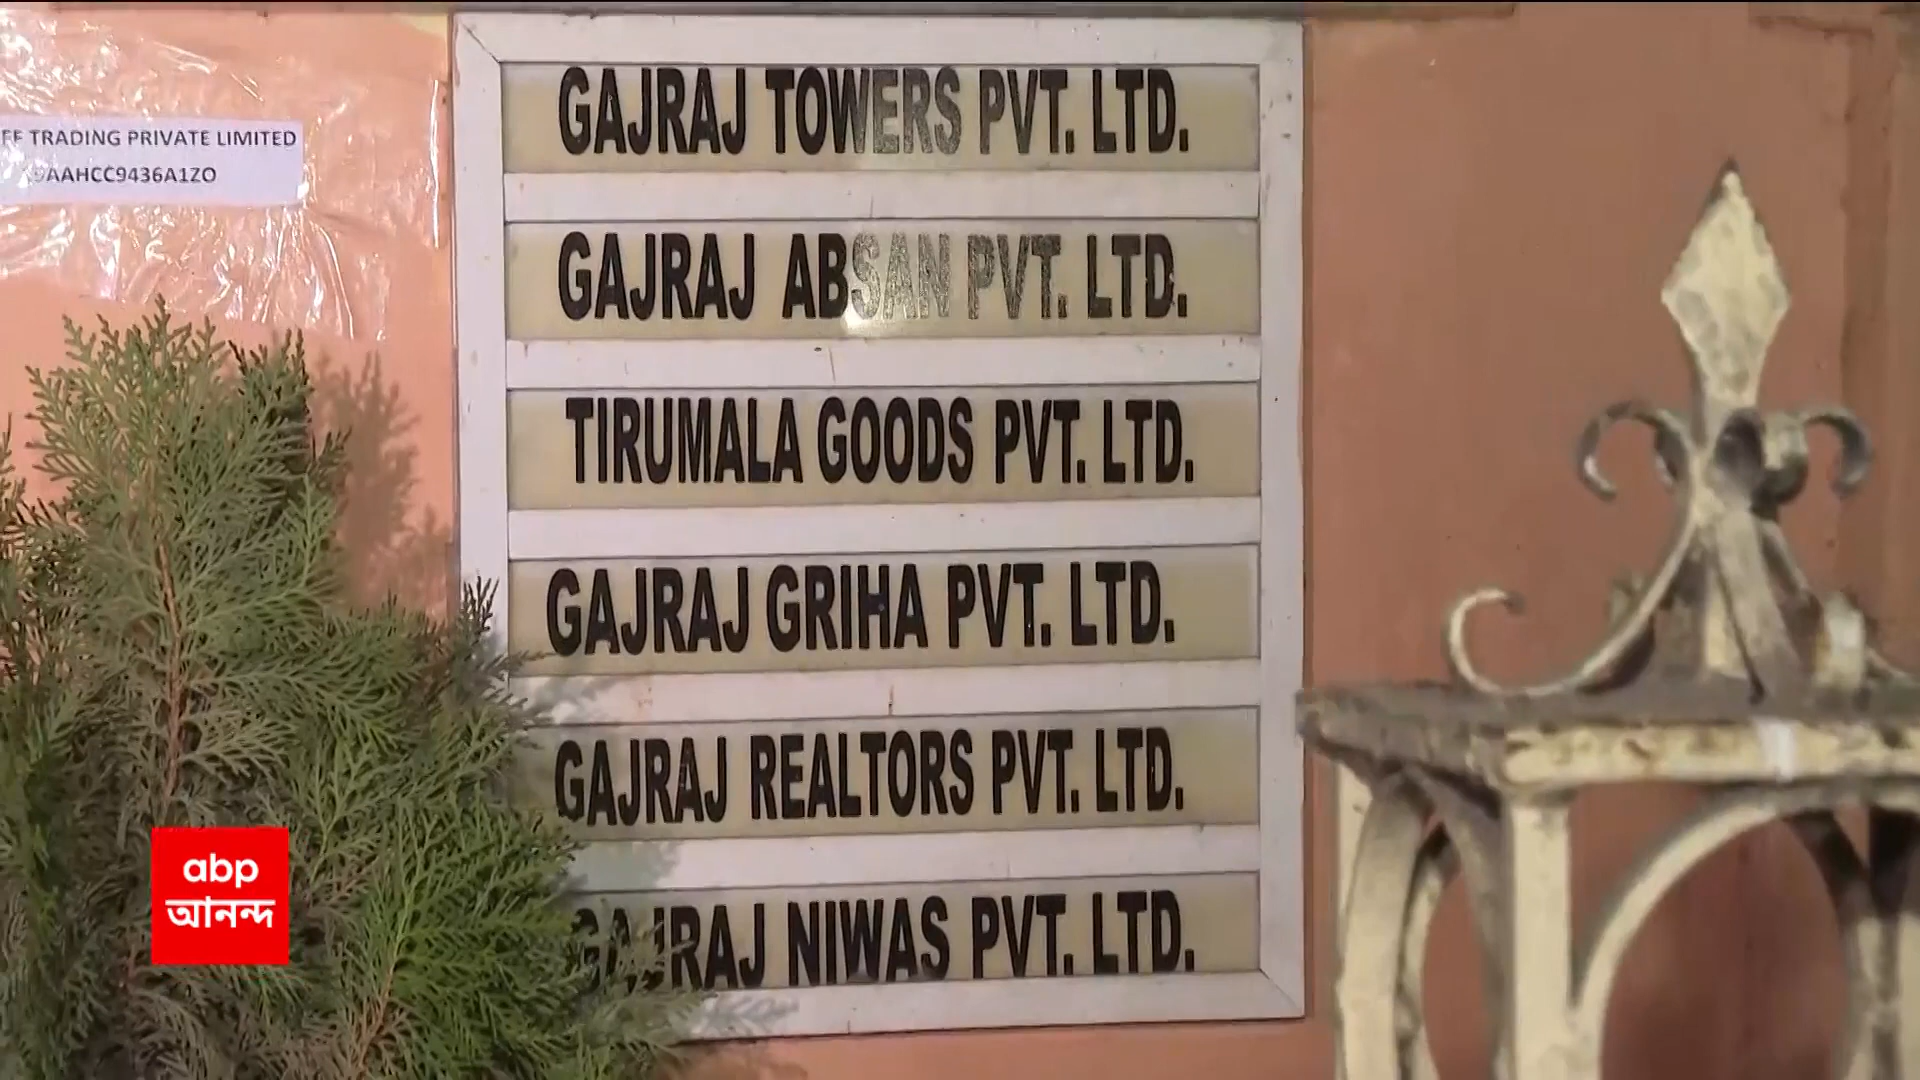 TRADING PRIVATE LIMITED
AAHCC9436A1ZO
GAJRAJ TOWERS PVT. LTD.
GAJRAJ ABSAN PVT. LTD.
TIRUMALA GOODS PVT. LTD.
GAJRAJ GRIHA PVT. LTD.
GAJRAJ REALTORS PVT. LTD.
GAJRAJ NIWAS PVT. LTD.
abp
আনন্দ